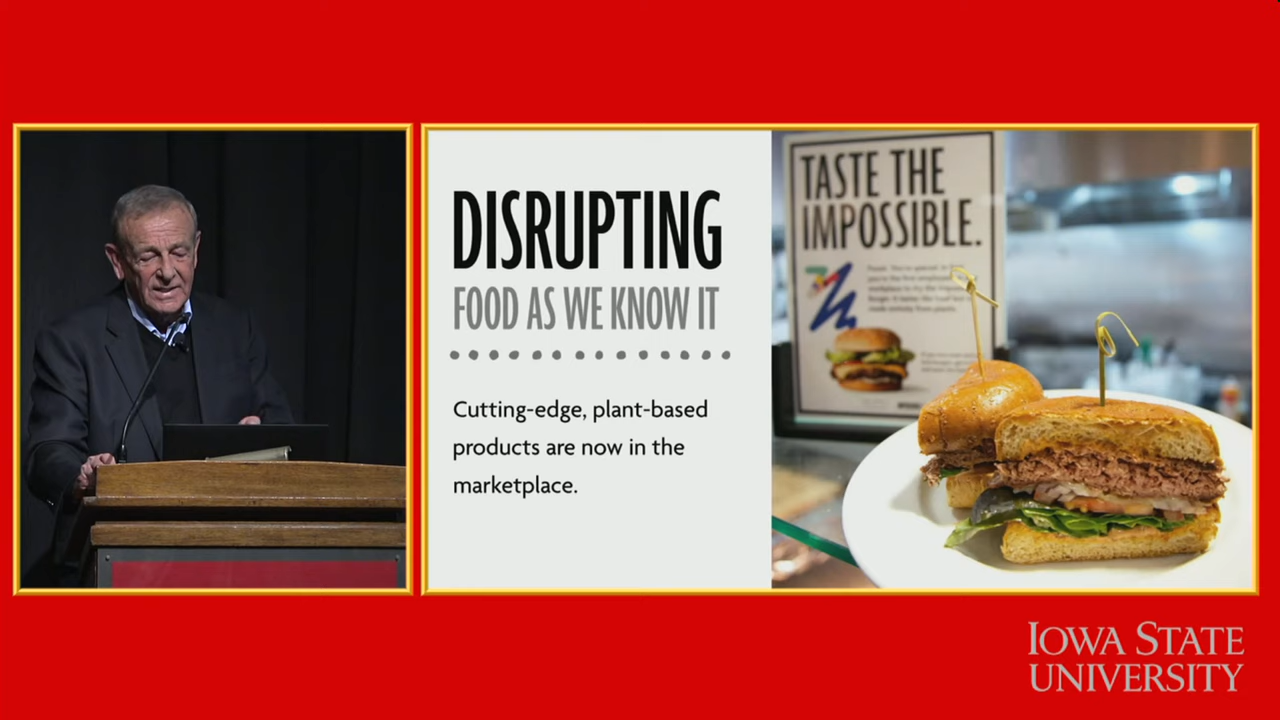 DISRUPTING
FOOD AS WE KNOW IT
Cutting-edge, plant-based
products are now in the
marketplace.
TASTE THE
IMPOSSIBLE.
IOWA STATE
UNIVERSITY